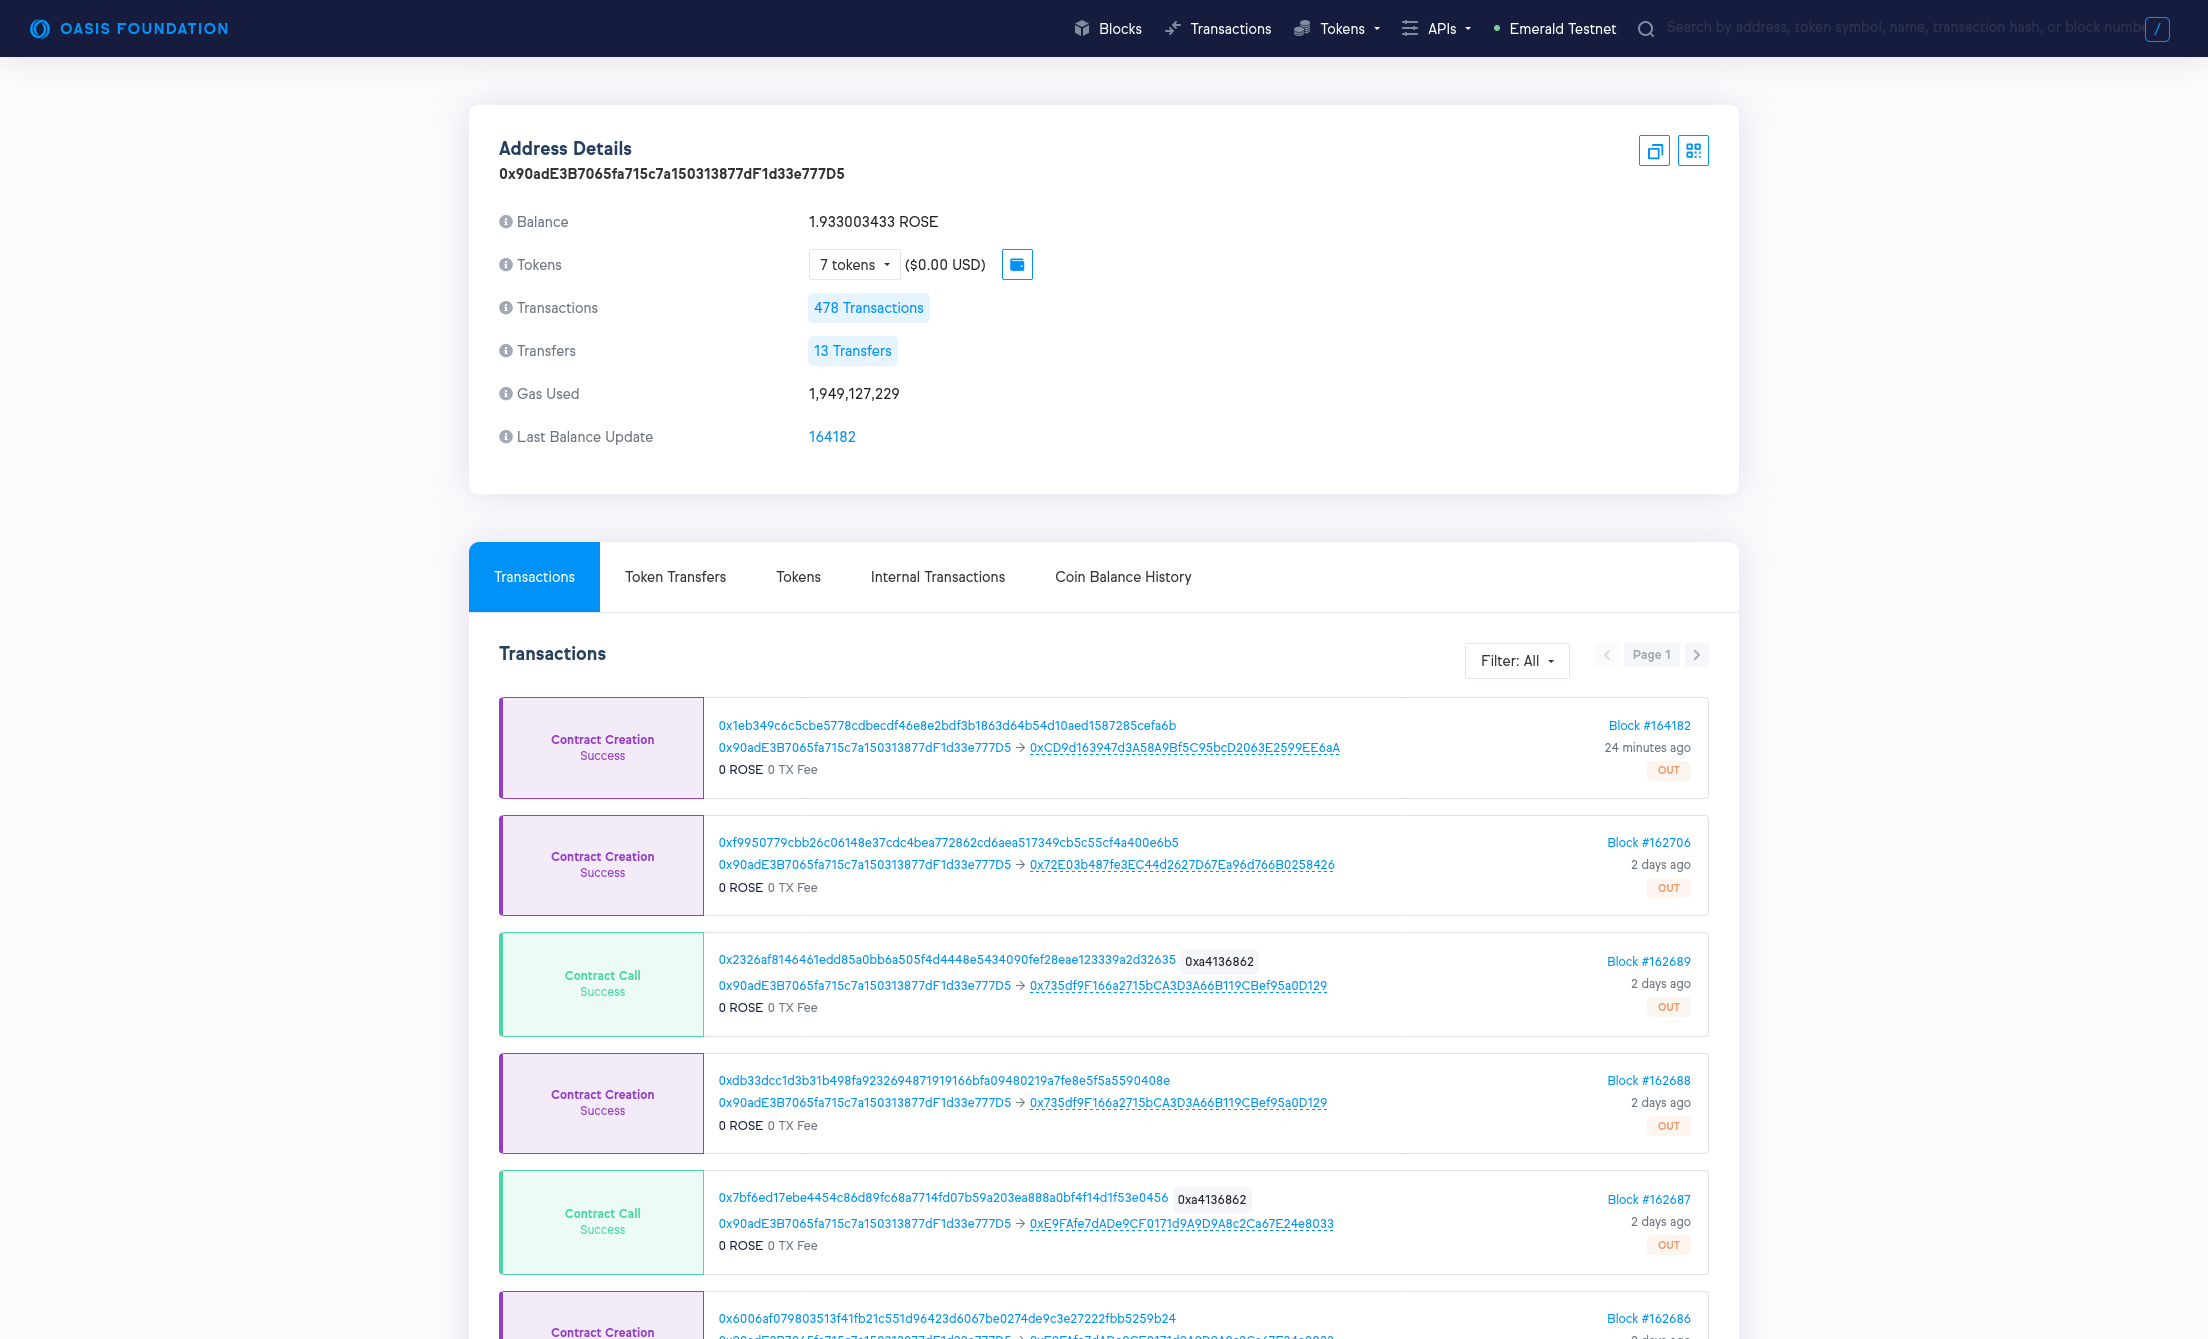 OASIS FOUNDATION
Blocks
Transactions
Tokens
APIs
Emerald Testnet
Search by address, token symbol, name, transaction hash, or block numbe
/
Address Details
0x90adE3B7065fa715c7a150313877dF1d33e777D5
Balance
1.933003433 ROSE
Tokens
7 tokens ($0.00 USD)
Transactions
478 Transactions
Transfers
13 Transfers
Gas Used
1,949,127,229
Last Balance Update
164182
Transactions
Token Transfers
Tokens
Internal Transactions
Coin Balance History
Transactions
Filter: All
Page 1
Contract Creation
Success
0x1eb349c6c5cbe5778cdbecdf46e8e2bdf3b1863d64b54d10aed1587285cefa6b
0x90adE3B7065fa715c7a150313877dF1d33e777D5 → 0xCD9d163947d3A58A9Bf5C95bcD2063E2599EE6aA
0 ROSE 0 TX Fee
Block #164182
24 minutes ago
OUT
Contract Creation
Success
0xf9950779cbb26c06148e37cdc4bea772862cd6aea517349cb5c55cf4a400e6b5
0x90adE3B7065fa715c7a150313877dF1d33e777D5 → 0x72E03b487fe3EC44d2627D67Ea96d766B0258426
0 ROSE 0 TX Fee
Block #162706
2 days ago
OUT
Contract Call
Success
0x2326af8146461edd85a0bb6a505f4d4448e5434090fef28eae123339a2d32635 0xa4136862
0x90adE3B7065fa715c7a150313877dF1d33e777D5 → 0x735df9F166a2715bCA3D3A66B119CBef95a0D129
0 ROSE 0 TX Fee
Block #162689
2 days ago
OUT
Contract Creation
Success
0xdb33dcc1d3b31b498fa9232694871919166bfa09480219a7fe8e5f5a5590408e
0x90adE3B7065fa715c7a150313877dF1d33e777D5 → 0x735df9F166a2715bCA3D3A66B119CBef95a0D129
0 ROSE 0 TX Fee
Block #162688
2 days ago
OUT
Contract Call
Success
0x7bf6ed17ebe4454c86d89fc68a7714fd07b59a203ea888a0bf4f14d1f53e0456 0xa4136862
0x90adE3B7065fa715c7a150313877dF1d33e777D5 → 0xE9FAfe7dADe9CF0171d9A9D9A8c2Ca67E24e8033
0 ROSE 0 TX Fee
Block #162687
2 days ago
OUT
Contract Creation
0x6006af079803513f41fb21c551d96423d6067be0274de9c3e27222fbb5259b24
Block #162686